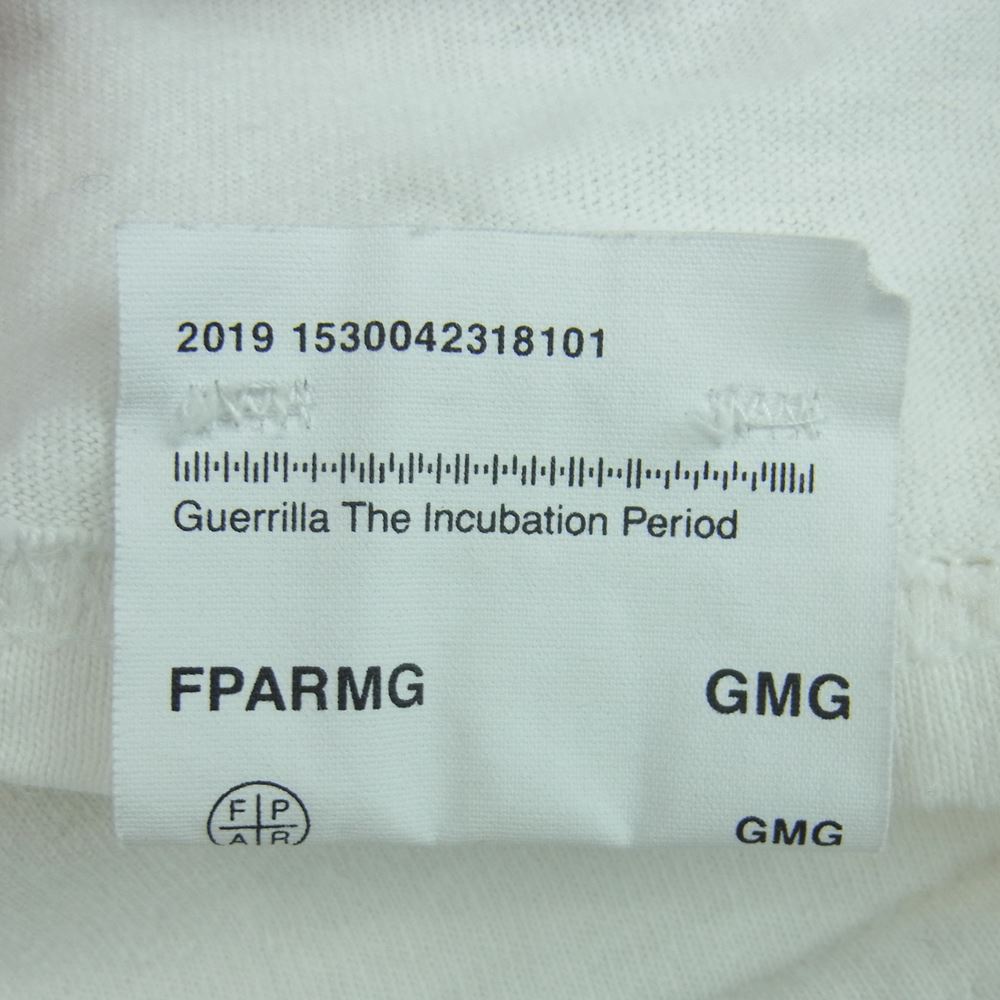 2019 1530042318101
Guerrilla The Incubation Period
FPARMG GMG
F P
A R
GMG